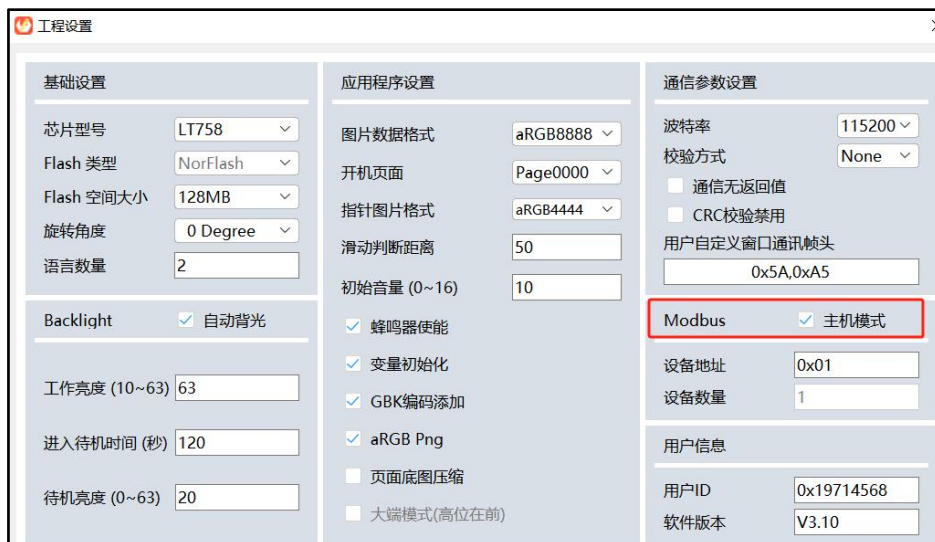 工程设置
基础设置
芯片型号 LT758
Flash 类型 NorFlash
Flash 空间大小 128MB
旋转角度 0 Degree
语言数量 2
Backlight 自动背光
工作亮度 (10~63) 63
进入待机时间 (秒) 120
待机亮度 (0~63) 20
应用程序设置
图片数据格式 aRGB8888
开机页面 Page0000
指针图片格式 aRGB4444
滑动判断距离 50
初始音量 (0~16) 10
蜂鸣器使能
变量初始化
GBK编码添加
aRGB Png
页面底图压缩
大端模式(高位在前)
通信参数设置
波特率 115200
校验方式 None
通信无返回值
CRC校验禁用
用户自定义窗口通讯帧头
0x5A,0xA5
Modbus 主机模式
设备地址 0x01
设备数量 1
用户信息
用户ID 0x19714568
软件版本 V3.10